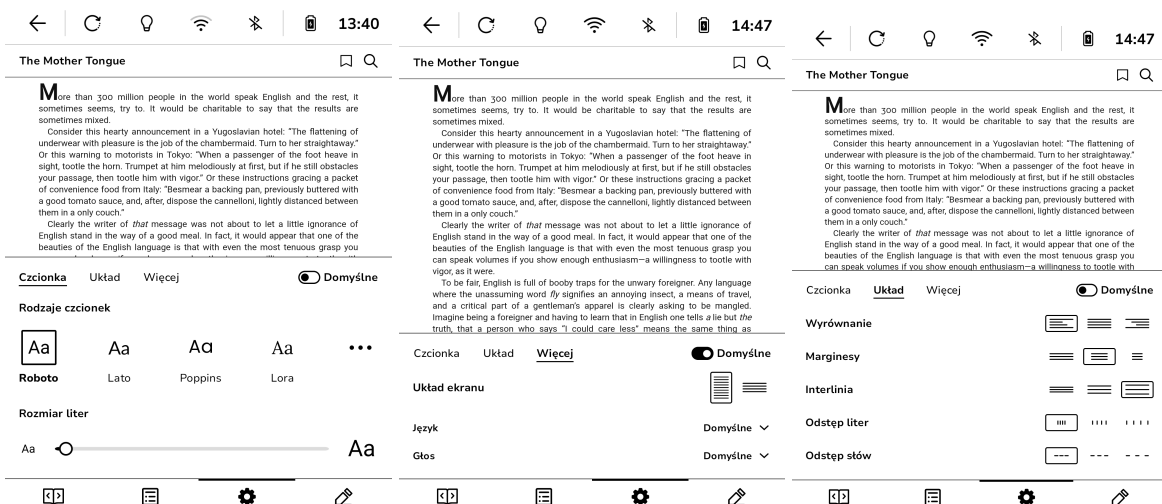 13:40
The Mother Tongue
More than 300 million people in the world speak English and the rest, it
sometimes seems, try to. It would be charitable to say that the results are
sometimes mixed.
Consider this hearty announcement in a Yugoslavian hotel: “The flattening of
underwear with pleasure is the job of the chambermaid. Turn to her straightaway.”
Or this warning to motorists in Tokyo: “When a passenger of the foot heave in
sight, tootle the horn. Trumpet at him melodiously at first, but if he still obstacles
your passage, then tootle him with vigor.” Or these instructions gracing a packet
of convenience food from Italy: “Besmear a backing pan, previously buttered with
a good tomato sauce, and, after, dispose the cannelloni, lightly distanced between
them in a only couch.”
Clearly the writer of that message was not about to let a little ignorance of
English stand in the way of a good meal. In fact, it would appear that one of the
beauties of the English language is that with even the most tenuous grasp you
Czcionka Układ Więcej Domyślne
Rodzaje czcionek
Aa Aa Aa Aa
Roboto Lato Poppins Lora
Rozmiar liter
Aa Aa
14:47
The Mother Tongue
More than 300 million people in the world speak English and the rest, it
sometimes seems, try to. It would be charitable to say that the results are
sometimes mixed.
Consider this hearty announcement in a Yugoslavian hotel: “The flattening of
underwear with pleasure is the job of the chambermaid. Turn to her straightaway.”
Or this warning to motorists in Tokyo: “When a passenger of the foot heave in
sight, tootle the horn. Trumpet at him melodiously at first, but if he still obstacles
your passage, then tootle him with vigor.” Or these instructions gracing a packet
of convenience food from Italy: “Besmear a backing pan, previously buttered with
a good tomato sauce, and, after, dispose the cannelloni, lightly distanced between
them in a only couch.”
Clearly the writer of that message was not about to let a little ignorance of
English stand in the way of a good meal. In fact, it would appear that one of the
beauties of the English language is that with even the most tenuous grasp you
can speak volumes if you show enough enthusiasm—a willingness to tootle with
vigor, as it were.
To be fair, English is full of booby traps for the unwary foreigner. Any language
where the unassuming word fly signifies an annoying insect, a means of travel,
and a critical part of a gentleman’s apparel is clearly asking to be mangled.
Imagine being a foreigner and having to learn that in English one tells a lie but the
truth, that a person who says “I could care less” means the same thing as
Czcionka Układ Więcej Domyślne
Układ ekranu
Język Domyślne
Głos Domyślne
14:47
The Mother Tongue
More than 300 million people in the world speak English and the rest, it
sometimes seems, try to. It would be charitable to say that the results are
sometimes mixed.
Consider this hearty announcement in a Yugoslavian hotel: “The flattening of
underwear with pleasure is the job of the chambermaid. Turn to her straightaway.”
Or this warning to motorists in Tokyo: “When a passenger of the foot heave in
sight, tootle the horn. Trumpet at him melodiously at first, but if he still obstacles
your passage, then tootle him with vigor.” Or these instructions gracing a packet
of convenience food from Italy: “Besmear a backing pan, previously buttered with
a good tomato sauce, and, after, dispose the cannelloni, lightly distanced between
them in a only couch.”
Clearly the writer of that message was not about to let a little ignorance of
English stand in the way of a good meal. In fact, it would appear that one of the
beauties of the English language is that with even the most tenuous grasp you
can speak volumes if you show enough enthusiasm—a willingness to tootle with
Czcionka Układ Więcej Domyślne
Wyrównanie
Marginesy
Interlinia
Odstęp liter
Odstęp słów